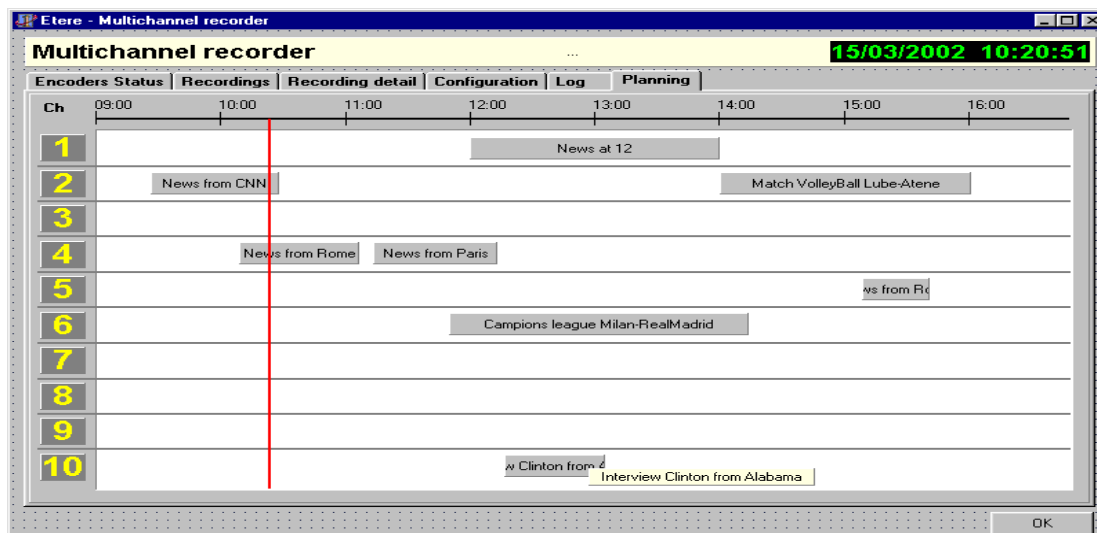 Etere - Multichannel recorder
Multichannel recorder ... 15/03/2002 10:20:51
Encoders Status Recordings Recording detail Configuration Log Planning
Ch 09:00 10:00 11:00 12:00 13:00 14:00 15:00 16:00
1 News at 12
2 News from CNN Match VolleyBall Lube-Atene
3
4 News from Rome News from Paris
5 ws from Ro
6 Campions league Milan-RealMadrid
7
8
9
10 w Clinton from A
Interview Clinton from Alabama
OK